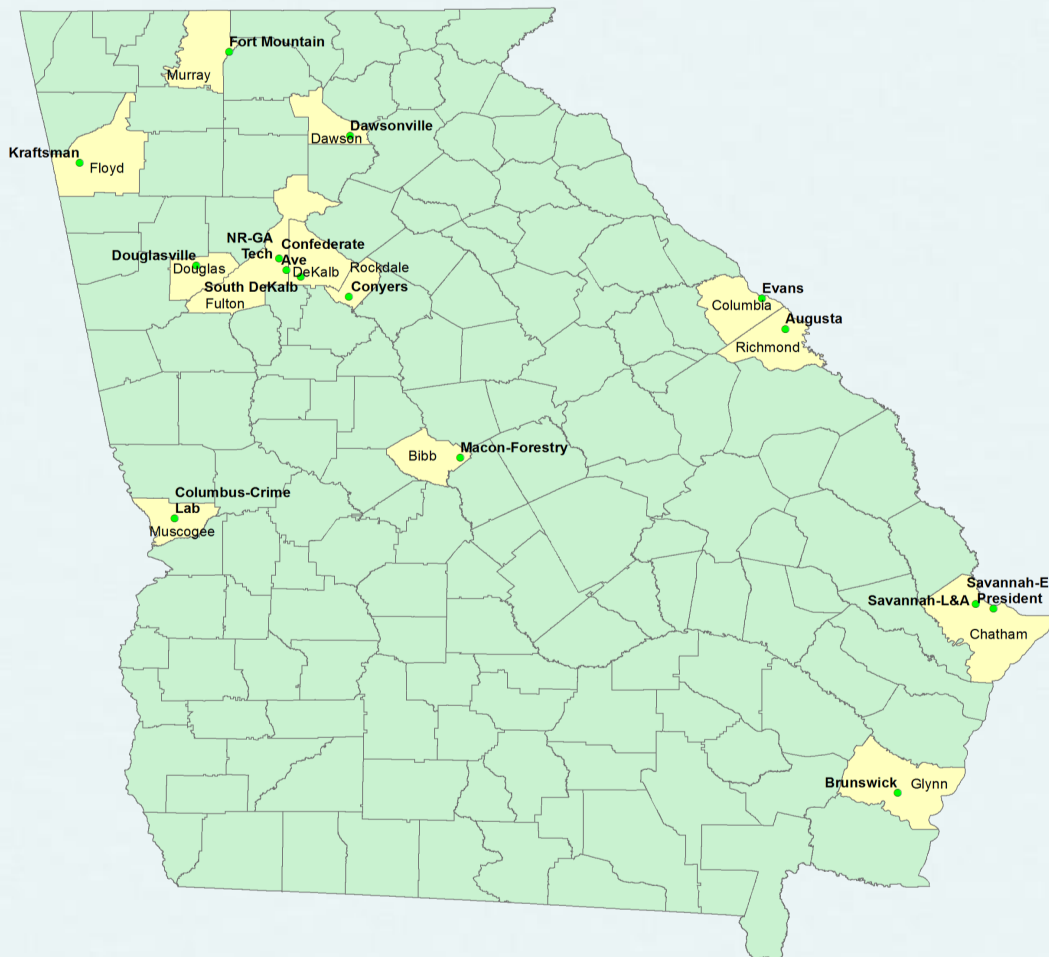 Fort Mountain
Murray
Dawsonville
Dawson
Kraftsman
Floyd
NR-GA
Tech
Confederate
Ave
Douglasville
Douglas
DeKalb
Rockdale
South DeKalb
Conyers
Fulton
Evans
Columbia
Augusta
Richmond
Macon-Forestry
Bibb
Columbus-Crime
Lab
Muscogee
Savannah-E
President
Savannah-L&A
Chatham
Brunswick
Glynn